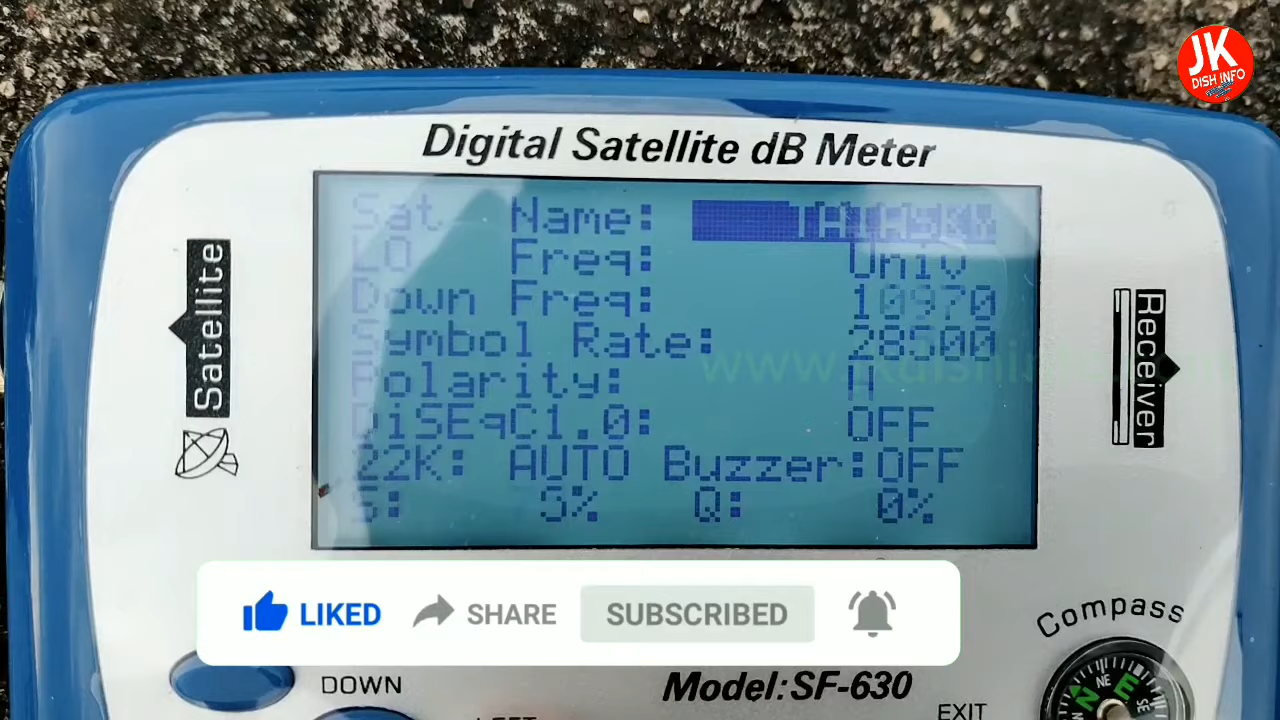 JK
DISH INFO
Digital Satellite dB Meter
Sat Name:
LO Freq: Univ
Down Freq: 10970
Symbol Rate: 28500
Polarity: A
DiSEqC1.0: OFF
22K: AUTO Buzzer:OFF
S: 5% Q: 0%
Satellite
Receiver
LIKED SHARE SUBSCRIBED
Compass
DOWN
Model:SF-630
EXIT
N NE E SE